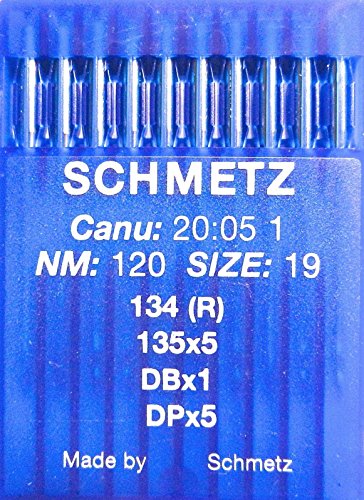 SCHMETZ
Canu: 20:05 1
NM: 120 SIZE: 19
134 (R)
135x5
DBx1
DPx5
Made by Schmetz